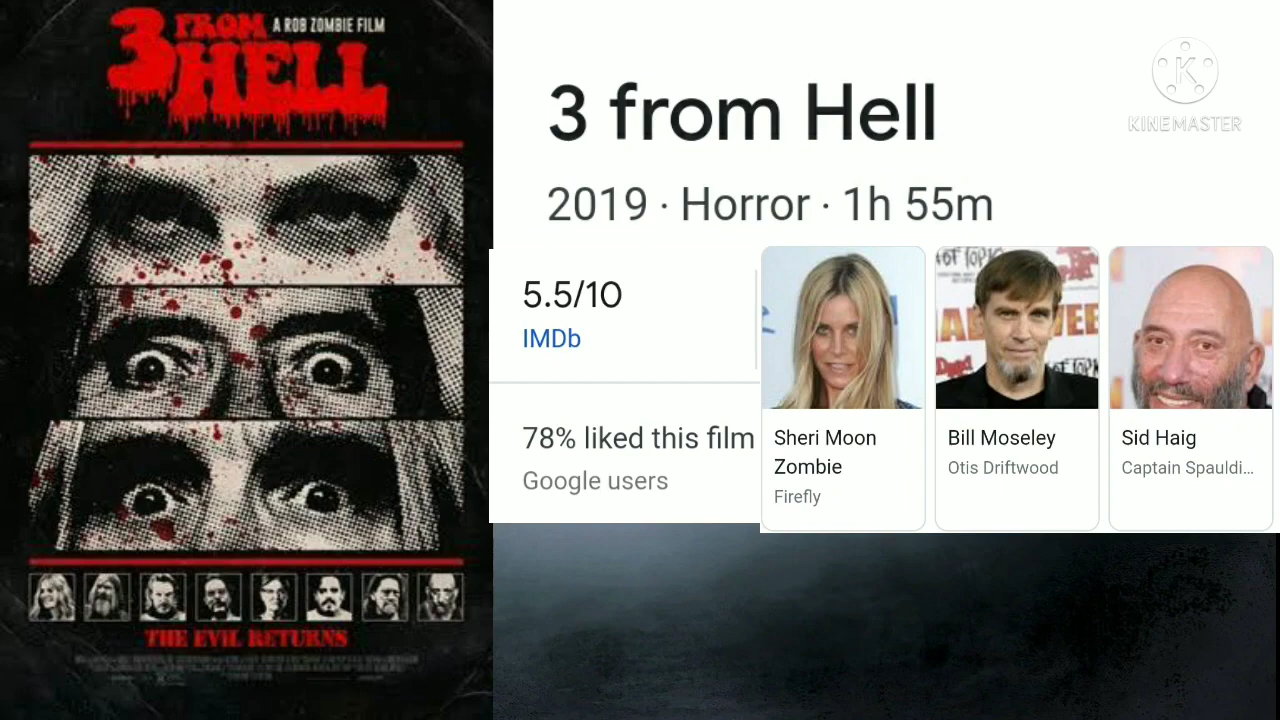 3 FROM HELL
A ROB ZOMBIE FILM
THE EVIL RETURNS
3 from Hell
2019 · Horror · 1h 55m
K
KINEMASTER
5.5/10
IMDb
78% liked this film
Google users
Sheri Moon
Zombie
Firefly
Bill Moseley
Otis Driftwood
Sid Haig
Captain Spauldi...